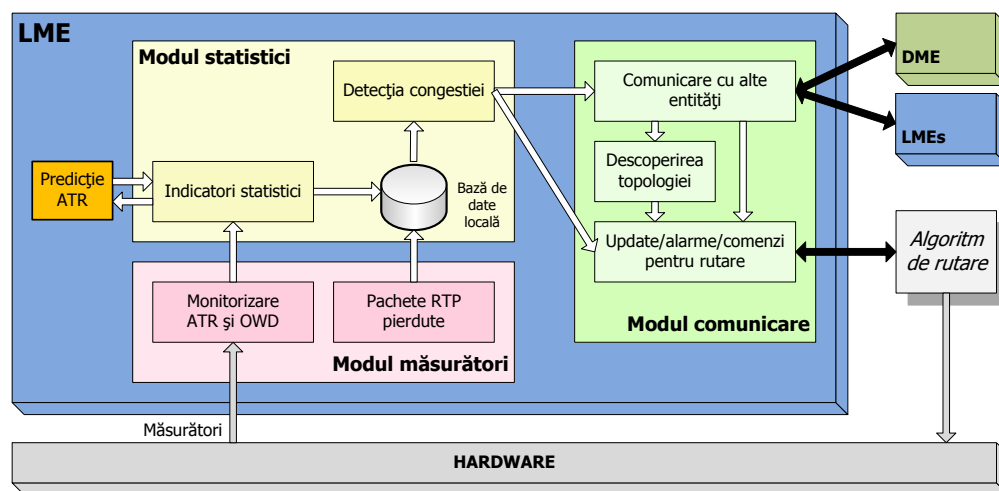 LME
Modul statistici
Detecția congestiei
Predicție
ATR
Indicatori statistici
Bază de
date
locală
Monitorizare
ATR şi OWD
Pachete RTP
pierdute
Modul măsurători
Comunicare cu alte
entităţi
Descoperirea
topologiei
Update/alarme/comenzi
pentru rutare
Modul comunicare
DME
LMEs
Algoritm
de rutare
Măsurători
HARDWARE